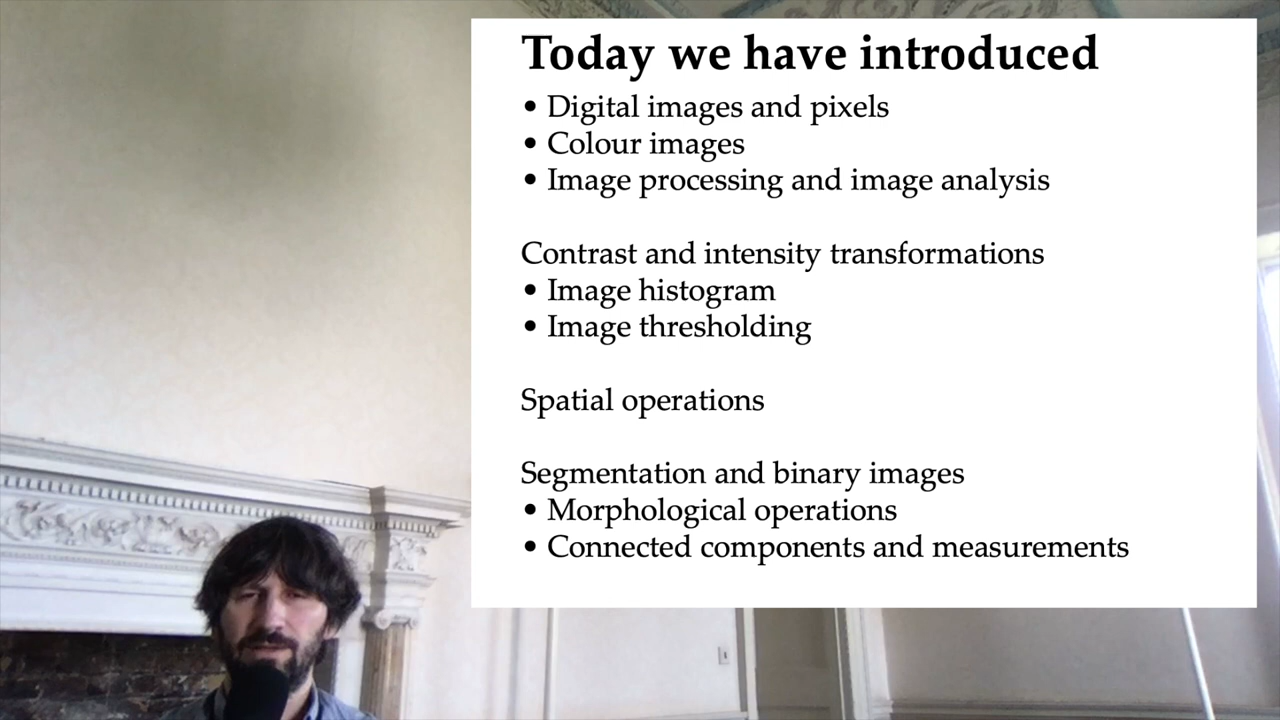 Today we have introduced
• Digital images and pixels
• Colour images
• Image processing and image analysis
Contrast and intensity transformations
• Image histogram
• Image thresholding
Spatial operations
Segmentation and binary images
• Morphological operations
• Connected components and measurements